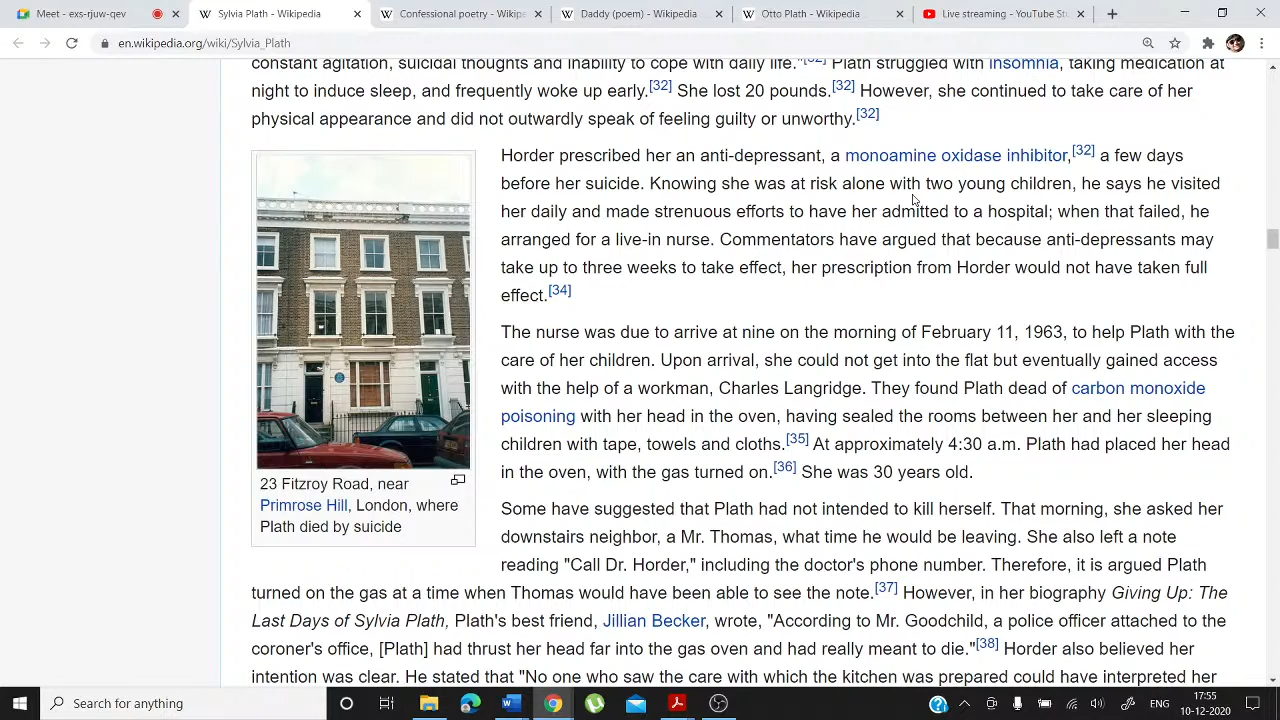 Meet – exs-rjuw-qev
Sylvia Plath - Wikipedia
Confessional poetry - Wikipe
Daddy (poem) - Wikipedia
Otto Plath - Wikipedia
Live streaming - YouTube Stu
en.wikipedia.org/wiki/Sylvia_Plath
constant agitation, suicidal thoughts and inability to cope with daily life."[32] Plath struggled with insomnia, taking medication at
night to induce sleep, and frequently woke up early.[32] She lost 20 pounds.[32] However, she continued to take care of her
physical appearance and did not outwardly speak of feeling guilty or unworthy.[32]
Horder prescribed her an anti-depressant, a monoamine oxidase inhibitor,[32] a few days
before her suicide. Knowing she was at risk alone with two young children, he says he visited
her daily and made strenuous efforts to have her admitted to a hospital; when that failed, he
arranged for a live-in nurse. Commentators have argued that because anti-depressants may
take up to three weeks to take effect, her prescription from Horder would not have taken full
effect.[34]
The nurse was due to arrive at nine on the morning of February 11, 1963, to help Plath with the
care of her children. Upon arrival, she could not get into the flat but eventually gained access
with the help of a workman, Charles Langridge. They found Plath dead of carbon monoxide
poisoning with her head in the oven, having sealed the rooms between her and her sleeping
children with tape, towels and cloths.[35] At approximately 4:30 a.m. Plath had placed her head
in the oven, with the gas turned on.[36] She was 30 years old.
23 Fitzroy Road, near
Primrose Hill, London, where
Plath died by suicide
Some have suggested that Plath had not intended to kill herself. That morning, she asked her
downstairs neighbor, a Mr. Thomas, what time he would be leaving. She also left a note
reading "Call Dr. Horder," including the doctor's phone number. Therefore, it is argued Plath
turned on the gas at a time when Thomas would have been able to see the note.[37] However, in her biography Giving Up: The
Last Days of Sylvia Plath, Plath's best friend, Jillian Becker, wrote, "According to Mr. Goodchild, a police officer attached to the
coroner's office, [Plath] had thrust her head far into the gas oven and had really meant to die."[38] Horder also believed her
intention was clear. He stated that "No one who saw the care with which the kitchen was prepared could have interpreted her
Type here to search
ENG
17:55
10-12-2020